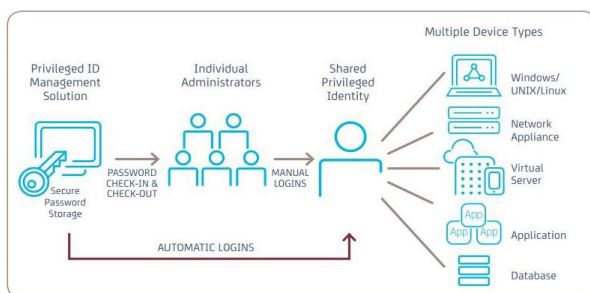 Multiple Device Types
Privileged ID
Management
Solution
Individual
Administrators
Shared
Privileged
Identity
Secure
Password
Storage
PASSWORD
CHECK-IN &
CHECK-OUT
MANUAL
LOGINS
AUTOMATIC LOGINS
Windows/
UNIX/Linux
Network
Appliance
Virtual
Server
App
App
App
Application
Database